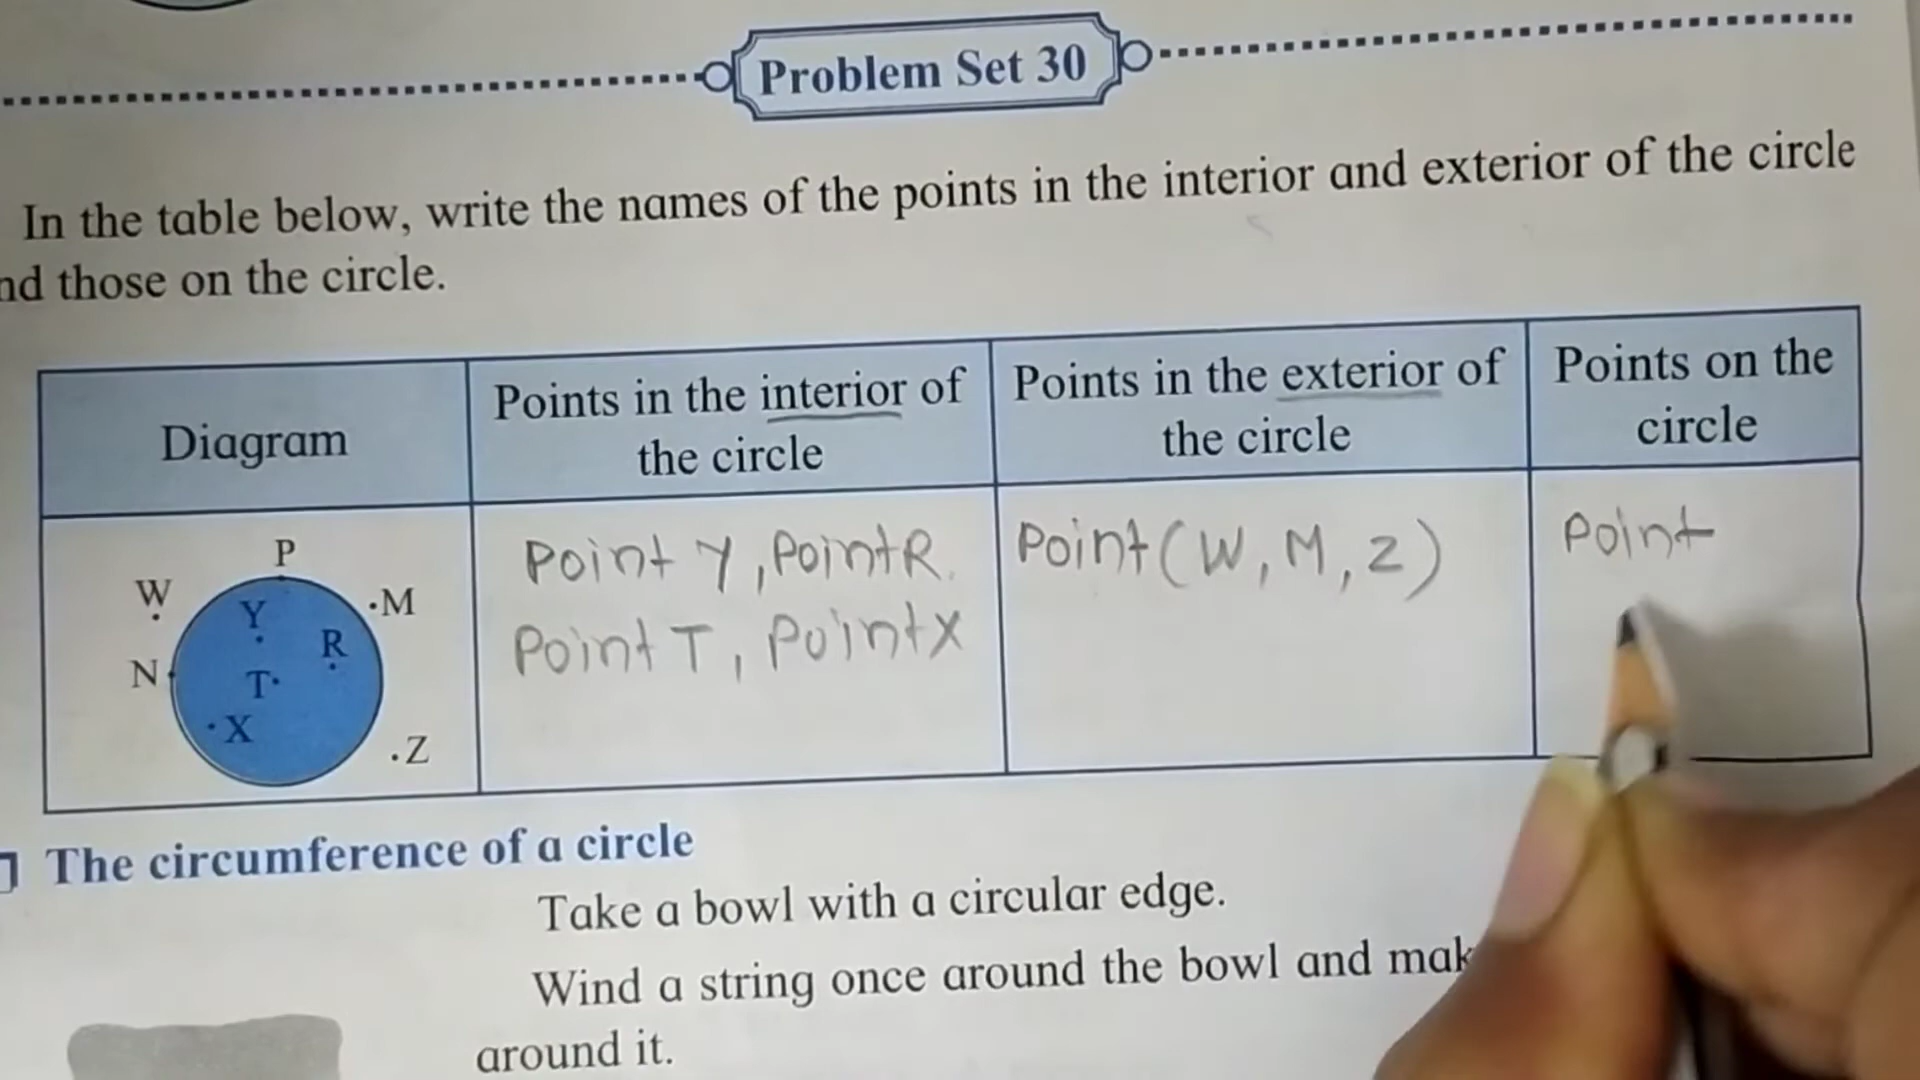 Problem Set 30
In the table below, write the names of the points in the interior and exterior of the circle
nd those on the circle.
Diagram
Points in the interior of
the circle
Points in the exterior of
the circle
Points on the
circle
P
W
Y
M
R
N
T
X
Z
Point Y, Point R.
Point T, Point X
Point (W, M, Z)
Point
The circumference of a circle
Take a bowl with a circular edge.
Wind a string once around the bowl and mak
around it.